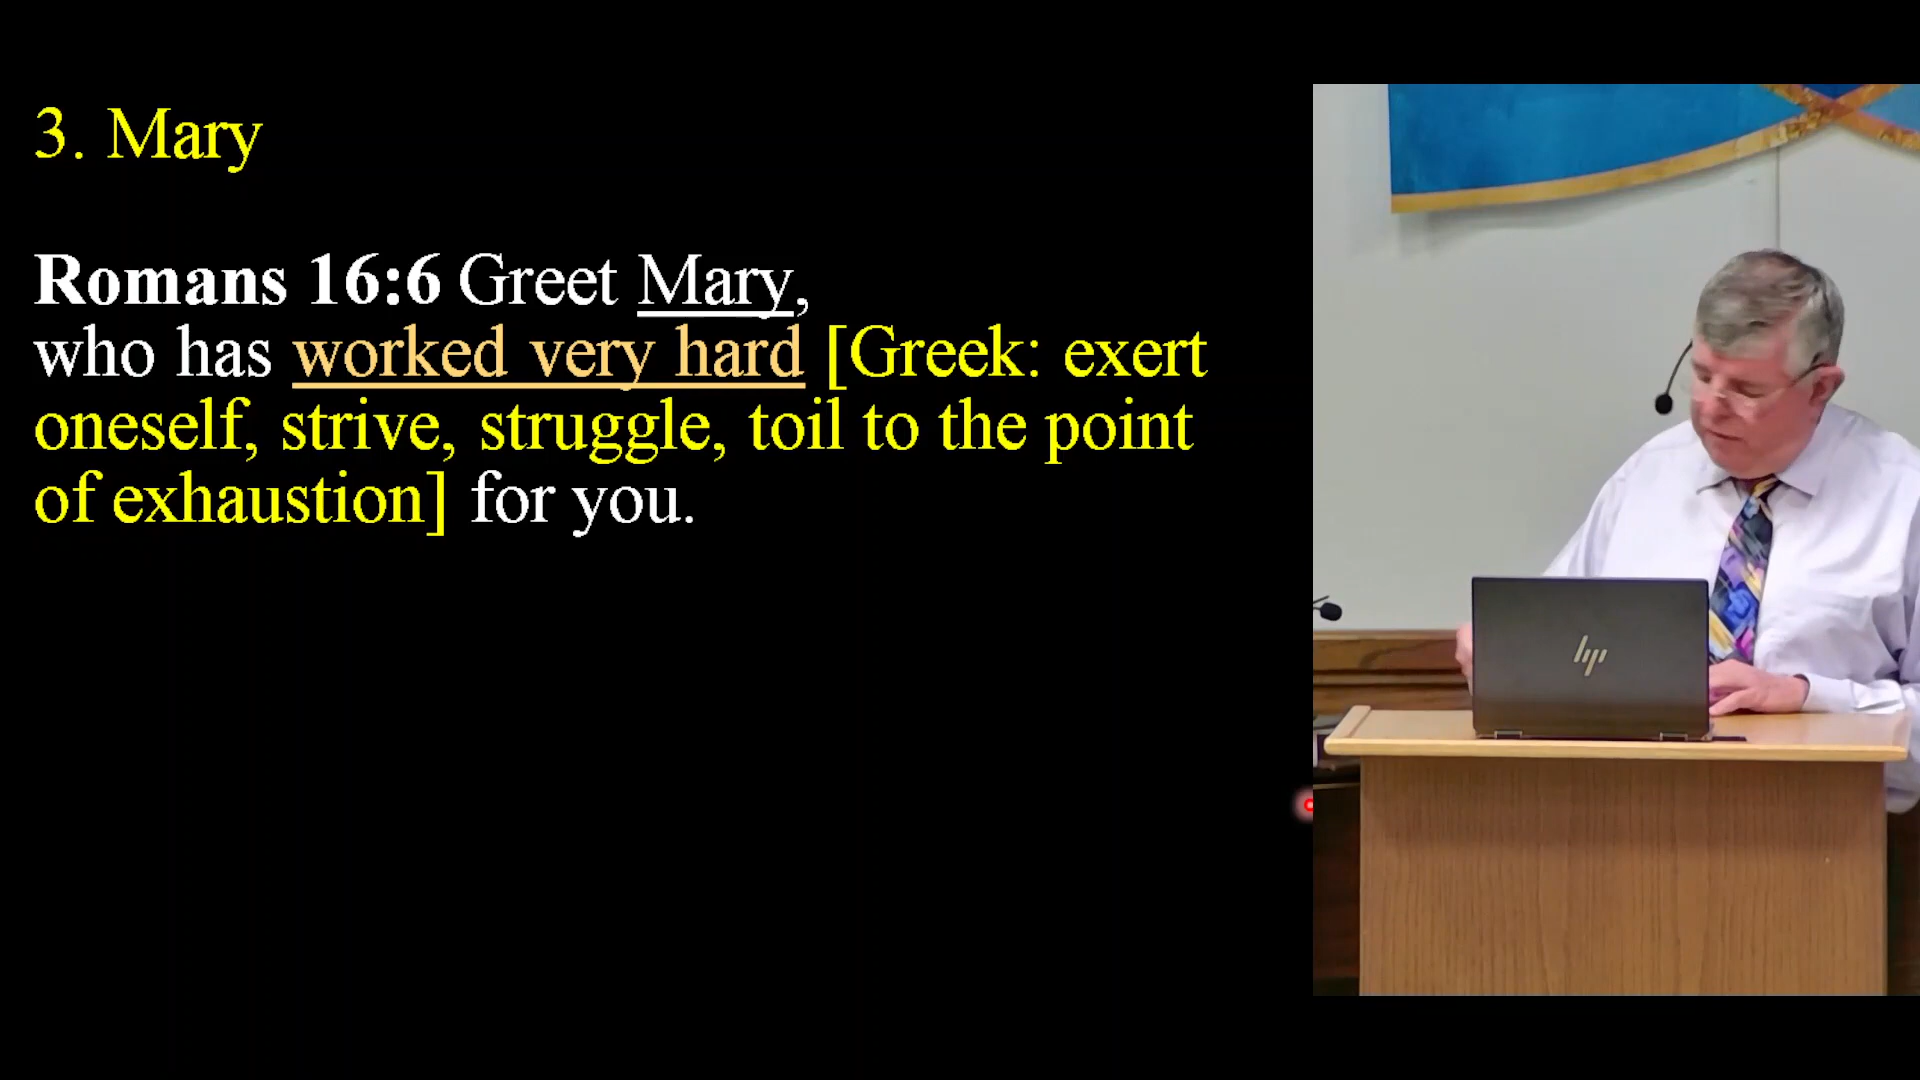 3. Mary
Romans 16:6 Greet Mary,
who has worked very hard [Greek: exert
oneself, strive, struggle, toil to the point
of exhaustion] for you.
hp